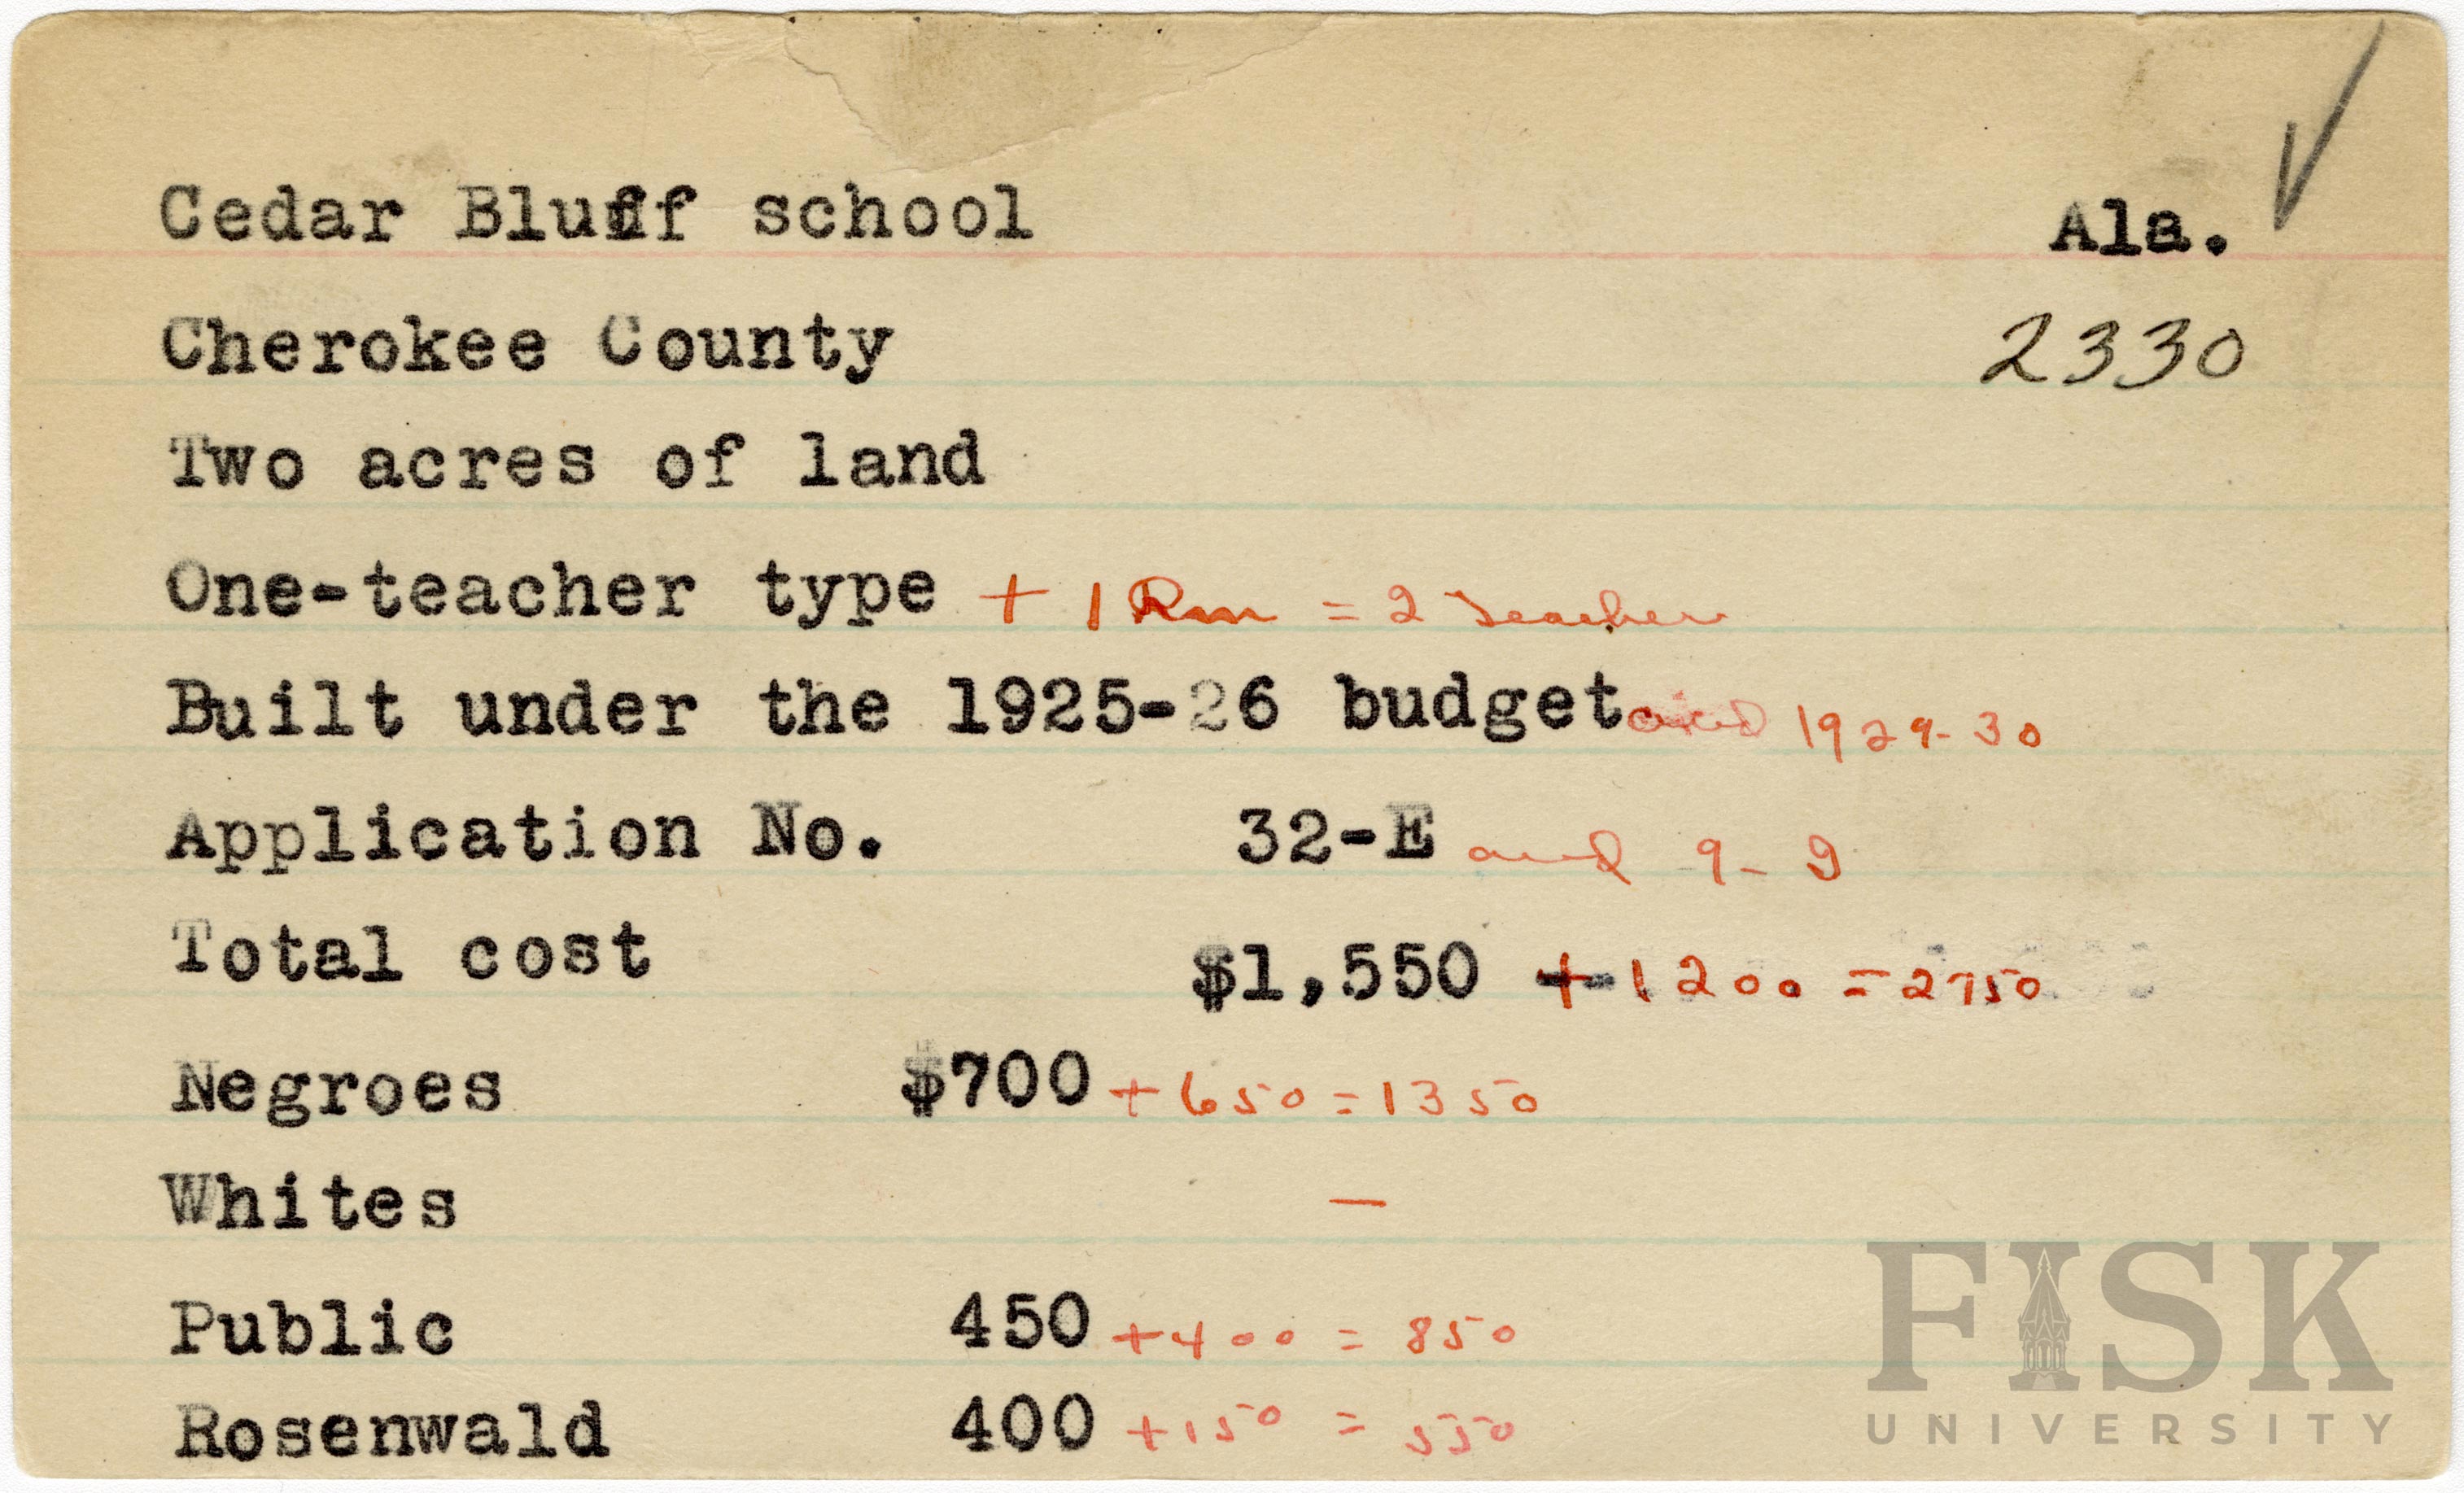 Cedar Bluff school Ala.
Cherokee County 2330
Two acres of land
One-teacher type + 1 Rm = 2 teacher
Built under the 1925-26 budget and 1929-30
Application No. 32-E and 9-9
Total cost $1,550 + 1200 = 2750
Negroes $700 + 650 = 1350
Whites —
Public 450 + 400 = 850
Rosenwald 400 + 150 = 550
FISK
UNIVERSITY